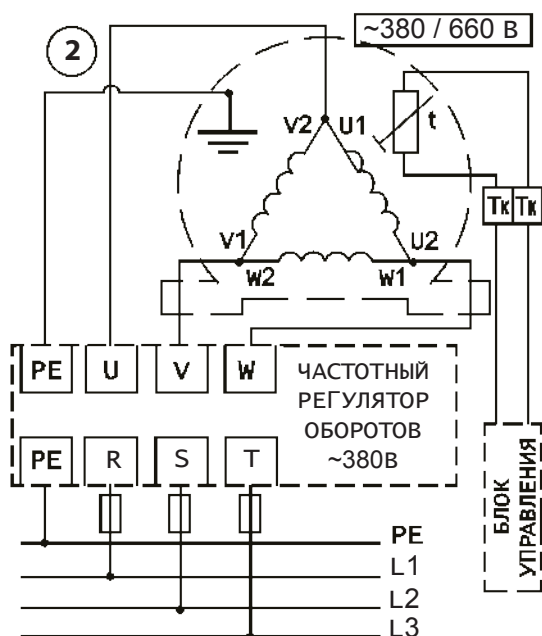 2
~380 / 660 В
V2 U1
t
Тк Тк
V1 U2
W2 W1
PE U V W
ЧАСТОТНЫЙ
РЕГУЛЯТОР
ОБОРОТОВ
~380В
PE R S T
БЛОК
УПРАВЛЕНИЯ
PE
L1
L2
L3